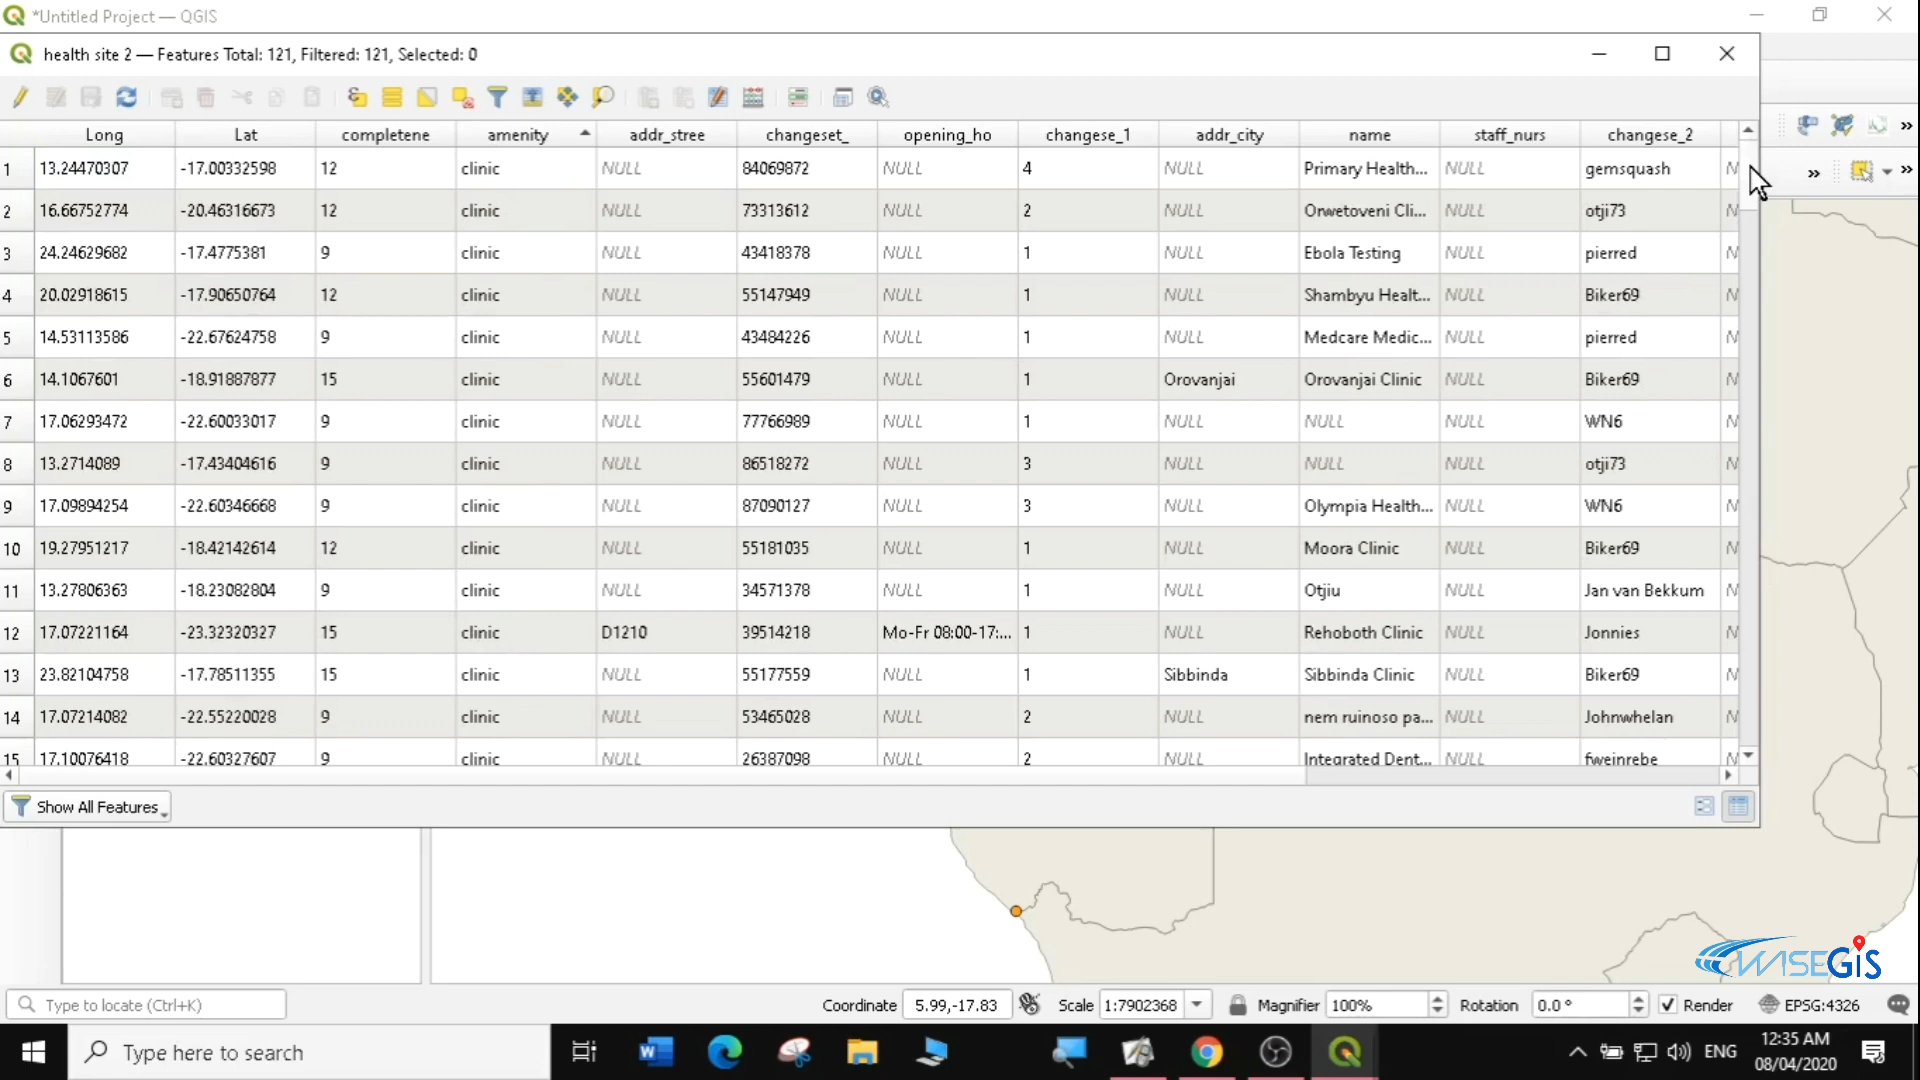 *Untitled Project — QGIS
health site 2 — Features Total: 121, Filtered: 121, Selected: 0
Long Lat completene amenity addr_stree changeset_ opening_ho changese_1 addr_city name staff_nurs changese_2
1 13.24470307 -17.00332598 12 clinic NULL 84069872 NULL 4 NULL Primary Health... NULL gemsquash N
2 16.66752774 -20.46316673 12 clinic NULL 73313612 NULL 2 NULL Orwetoveni Cli... NULL otji73 N
3 24.24629682 -17.4775381 9 clinic NULL 43418378 NULL 1 NULL Ebola Testing NULL pierred N
4 20.02918615 -17.90650764 12 clinic NULL 55147949 NULL 1 NULL Shambyu Healt... NULL Biker69 N
5 14.53113586 -22.67624758 9 clinic NULL 43484226 NULL 1 NULL Medcare Medic... NULL pierred N
6 14.1067601 -18.91887877 15 clinic NULL 55601479 NULL 1 Orovanjai Orovanjai Clinic NULL Biker69 N
7 17.06293472 -22.60033017 9 clinic NULL 77766989 NULL 1 NULL NULL NULL WN6 N
8 13.2714089 -17.43404616 9 clinic NULL 86518272 NULL 3 NULL NULL NULL otji73 N
9 17.09894254 -22.60346668 9 clinic NULL 87090127 NULL 3 NULL Olympia Health... NULL WN6 N
10 19.27951217 -18.42142614 12 clinic NULL 55181035 NULL 1 NULL Moora Clinic NULL Biker69 N
11 13.27806363 -18.23082804 9 clinic NULL 34571378 NULL 1 NULL Otjiu NULL Jan van Bekkum N
12 17.07221164 -23.32320327 15 clinic D1210 39514218 Mo-Fr 08:00-17:... 1 NULL Rehoboth Clinic NULL Jonnies N
13 23.82104758 -17.78511355 15 clinic NULL 55177559 NULL 1 Sibbinda Sibbinda Clinic NULL Biker69 N
14 17.07214082 -22.55220028 9 clinic NULL 53465028 NULL 2 NULL nem ruinoso pa... NULL Johnwhelan N
15 17.10076418 -22.60327607 9 clinic NULL 26387098 NULL 2 NULL Integrated Dent... NULL fweinrebe N
Show All Features
WISEGIS
Type to locate (Ctrl+K) Coordinate 5.99,-17.83 Scale 1:7902368 Magnifier 100% Rotation 0.0 ° Render EPSG:4326
Type here to search ENG 12:35 AM
08/04/2020